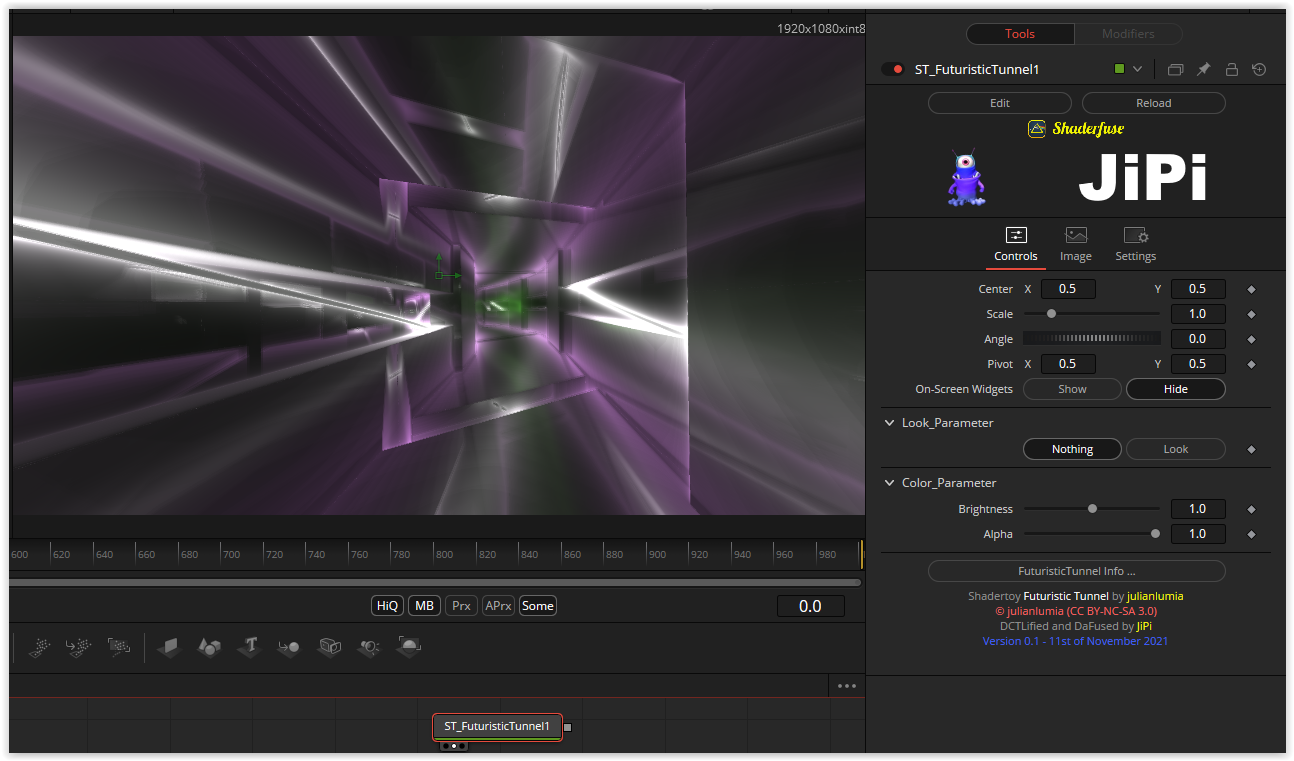 1920x1080xint8
Tools Modifiers
ST_FuturisticTunnel1
Edit Reload
Shaderfuse
JiPi
Controls Image Settings
Center X 0.5 Y 0.5
Scale 1.0
Angle 0.0
Pivot X 0.5 Y 0.5
On-Screen Widgets Show Hide
Look_Parameter
Nothing Look
Color_Parameter
Brightness 1.0
Alpha 1.0
FuturisticTunnel Info ...
Shadertoy Futuristic Tunnel by julianlumia
© julianlumia (CC BY-NC-SA 3.0)
DCTLified and DaFused by JiPi
Version 0.1 - 11st of November 2021
600 620 640 660 680 700 720 740 760 780 800 820 840 860 880 900 920 940 960 980
HiQ MB Prx APrx Some 0.0
T
ST_FuturisticTunnel1